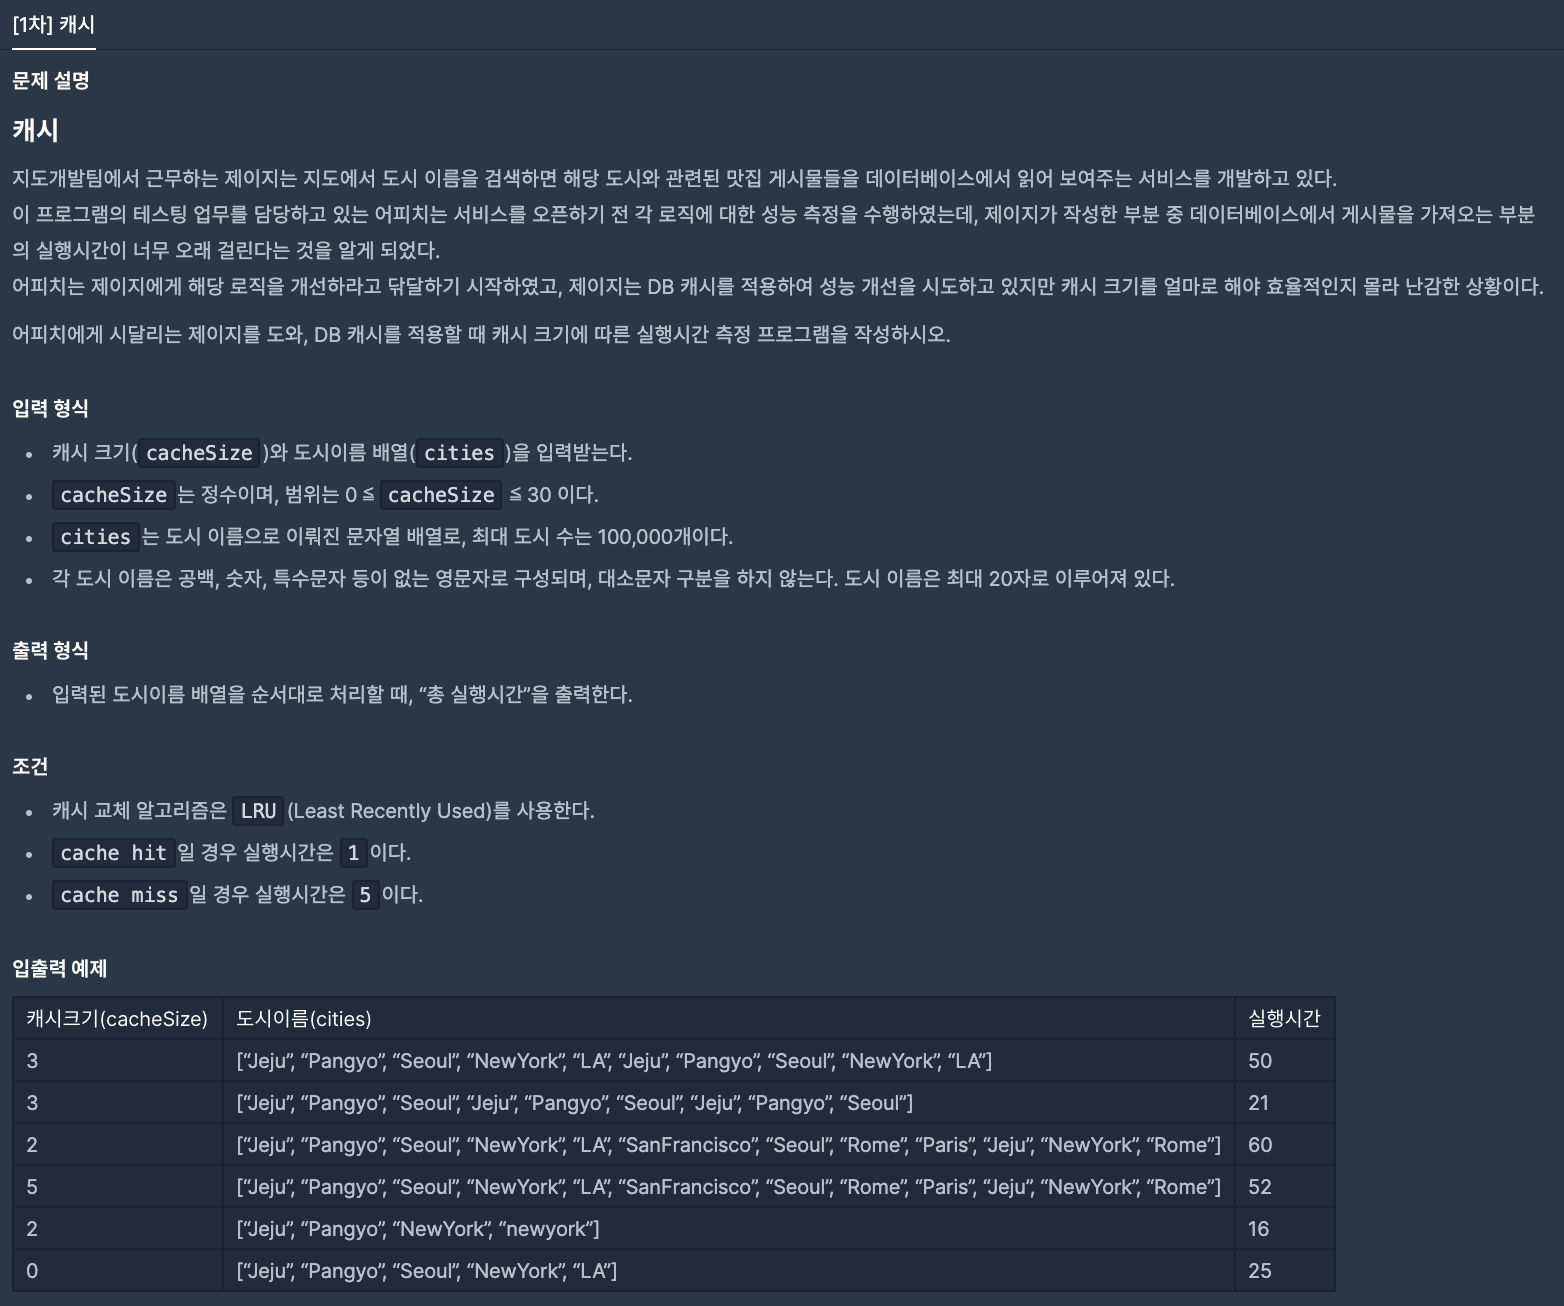 [1차] 캐시
문제 설명
캐시
지도개발팀에서 근무하는 제이지는 지도에서 도시 이름을 검색하면 해당 도시와 관련된 맛집 게시물들을 데이터베이스에서 읽어 보여주는 서비스를 개발하고 있다.
이 프로그램의 테스팅 업무를 담당하고 있는 어피치는 서비스를 오픈하기 전 각 로직에 대한 성능 측정을 수행하였는데, 제이지가 작성한 부분 중 데이터베이스에서 게시물을 가져오는 부분
의 실행시간이 너무 오래 걸린다는 것을 알게 되었다.
어피치는 제이지에게 해당 로직을 개선하라고 닦달하기 시작하였고, 제이지는 DB 캐시를 적용하여 성능 개선을 시도하고 있지만 캐시 크기를 얼마로 해야 효율적인지 몰라 난감한 상황이다.
어피치에게 시달리는 제이지를 도와, DB 캐시를 적용할 때 캐시 크기에 따른 실행시간 측정 프로그램을 작성하시오.
입력 형식
• 캐시 크기( cacheSize )와 도시이름 배열( cities )을 입력받는다.
• cacheSize 는 정수이며, 범위는 0 ≦ cacheSize ≦ 30 이다.
• cities 는 도시 이름으로 이뤄진 문자열 배열로, 최대 도시 수는 100,000개이다.
• 각 도시 이름은 공백, 숫자, 특수문자 등이 없는 영문자로 구성되며, 대소문자 구분을 하지 않는다. 도시 이름은 최대 20자로 이루어져 있다.
출력 형식
• 입력된 도시이름 배열을 순서대로 처리할 때, “총 실행시간”을 출력한다.
조건
• 캐시 교체 알고리즘은 LRU (Least Recently Used)를 사용한다.
• cache hit 일 경우 실행시간은 1 이다.
• cache miss 일 경우 실행시간은 5 이다.
입출력 예제
캐시크기(cacheSize) 도시이름(cities) 실행시간
3 [“Jeju”, “Pangyo”, “Seoul”, “NewYork”, “LA”, “Jeju”, “Pangyo”, “Seoul”, “NewYork”, “LA”] 50
3 [“Jeju”, “Pangyo”, “Seoul”, “Jeju”, “Pangyo”, “Seoul”, “Jeju”, “Pangyo”, “Seoul”] 21
2 [“Jeju”, “Pangyo”, “Seoul”, “NewYork”, “LA”, “SanFrancisco”, “Seoul”, “Rome”, “Paris”, “Jeju”, “NewYork”, “Rome”] 60
5 [“Jeju”, “Pangyo”, “Seoul”, “NewYork”, “LA”, “SanFrancisco”, “Seoul”, “Rome”, “Paris”, “Jeju”, “NewYork”, “Rome”] 52
2 [“Jeju”, “Pangyo”, “NewYork”, “newyork”] 16
0 [“Jeju”, “Pangyo”, “Seoul”, “NewYork”, “LA”] 25